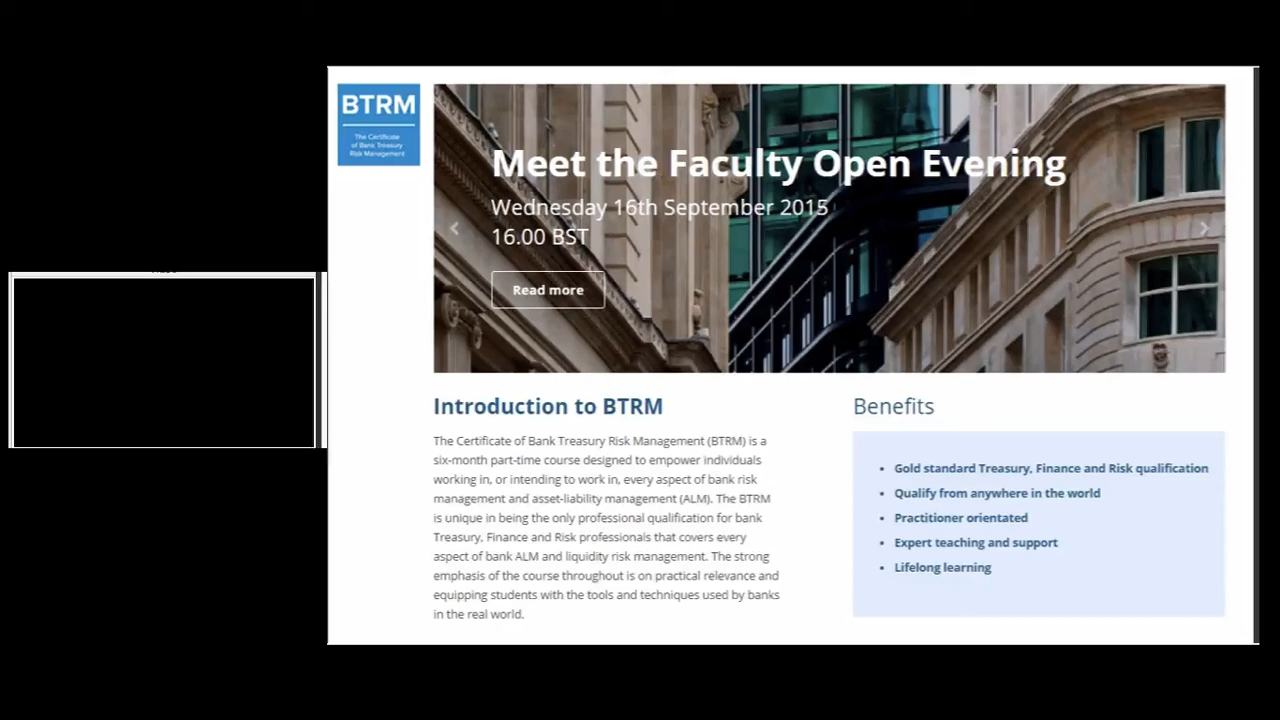 BTRM
The Certificate
of Bank Treasury
Risk Management
Meet the Faculty Open Evening
Wednesday 16th September 2015
16.00 BST
Read more
Introduction to BTRM
The Certificate of Bank Treasury Risk Management (BTRM) is a
six-month part-time course designed to empower individuals
working in, or intending to work in, every aspect of bank risk
management and asset-liability management (ALM). The BTRM
is unique in being the only professional qualification for bank
Treasury, Finance and Risk professionals that covers every
aspect of bank ALM and liquidity risk management. The strong
emphasis of the course throughout is on practical relevance and
equipping students with the tools and techniques used by banks
in the real world.
Benefits
• Gold standard Treasury, Finance and Risk qualification
• Qualify from anywhere in the world
• Practitioner orientated
• Expert teaching and support
• Lifelong learning